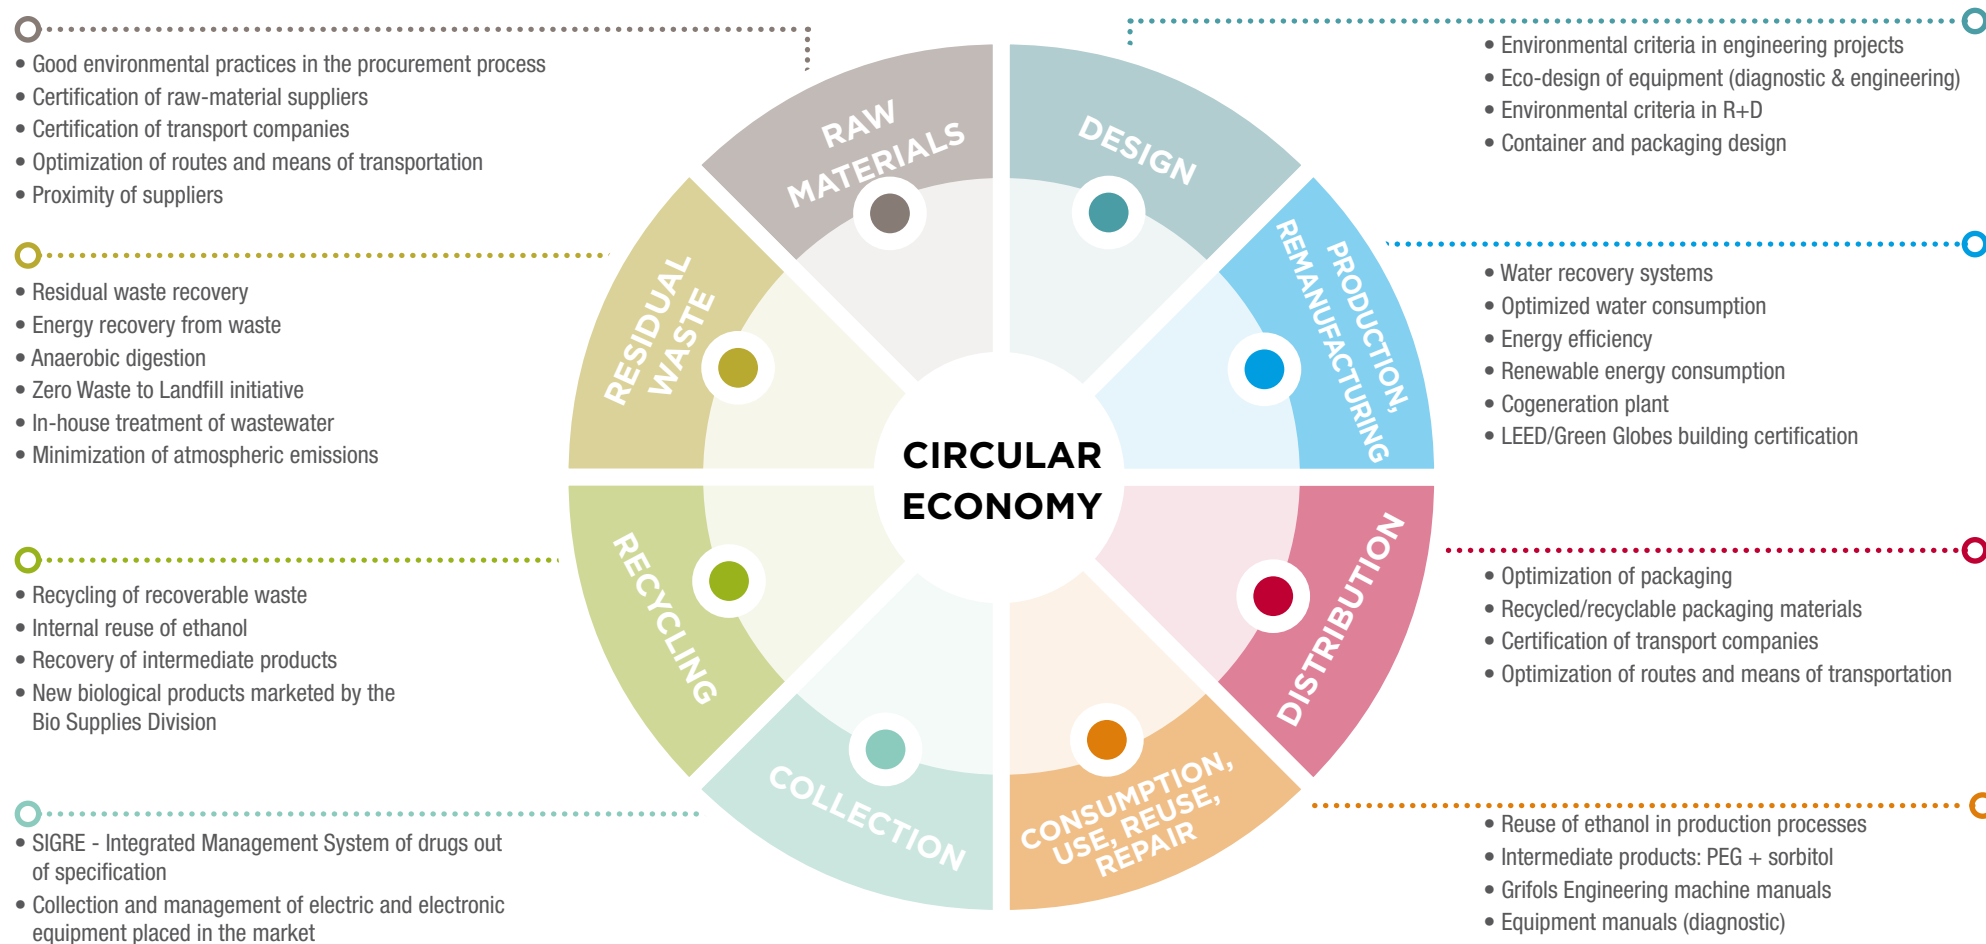 • Good environmental practices in the procurement process
• Certification of raw-material suppliers
• Certification of transport companies
• Optimization of routes and means of transportation
• Proximity of suppliers
• Residual waste recovery
• Energy recovery from waste
• Anaerobic digestion
• Zero Waste to Landfill initiative
• In-house treatment of wastewater
• Minimization of atmospheric emissions
• Recycling of recoverable waste
• Internal reuse of ethanol
• Recovery of intermediate products
• New biological products marketed by the
Bio Supplies Division
• SIGRE - Integrated Management System of drugs out
of specification
• Collection and management of electric and electronic
equipment placed in the market
RAW
MATERIALS
DESIGN
PRODUCTION,
REMANUFACTURING
DISTRIBUTION
CONSUMPTION,
USE, REUSE,
REPAIR
COLLECTION
RECYCLING
RESIDUAL
WASTE
CIRCULAR
ECONOMY
• Environmental criteria in engineering projects
• Eco-design of equipment (diagnostic & engineering)
• Environmental criteria in R+D
• Container and packaging design
• Water recovery systems
• Optimized water consumption
• Energy efficiency
• Renewable energy consumption
• Cogeneration plant
• LEED/Green Globes building certification
• Optimization of packaging
• Recycled/recyclable packaging materials
• Certification of transport companies
• Optimization of routes and means of transportation
• Reuse of ethanol in production processes
• Intermediate products: PEG + sorbitol
• Grifols Engineering machine manuals
• Equipment manuals (diagnostic)